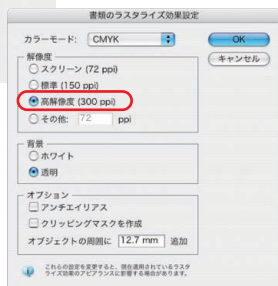 書類のラスタライズ効果設定
カラーモード: CMYK
OK
キャンセル
解像度
スクリーン (72 ppi)
標準 (150 ppi)
高解像度 (300 ppi)
その他: 72 ppi
背景
ホワイト
透明
オプション
アンチエイリアス
クリッピングマスクを作成
オブジェクトの周囲に 12.7 mm 追加
これらの設定を変更すると、現在適用されているラスタ
ライズ効果のアピアランスに影響する場合があります。